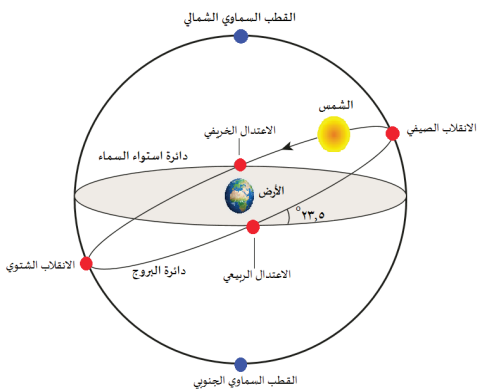 القطب السماوي الشمالي
الشمس
الانقلاب الصيفي
الاعتدال الخريفي
دائرة استواء السماء
الأرض
٢٣,٥°
الانقلاب الشتوي
دائرة البروج
الاعتدال الربيعي
القطب السماوي الجنوبي